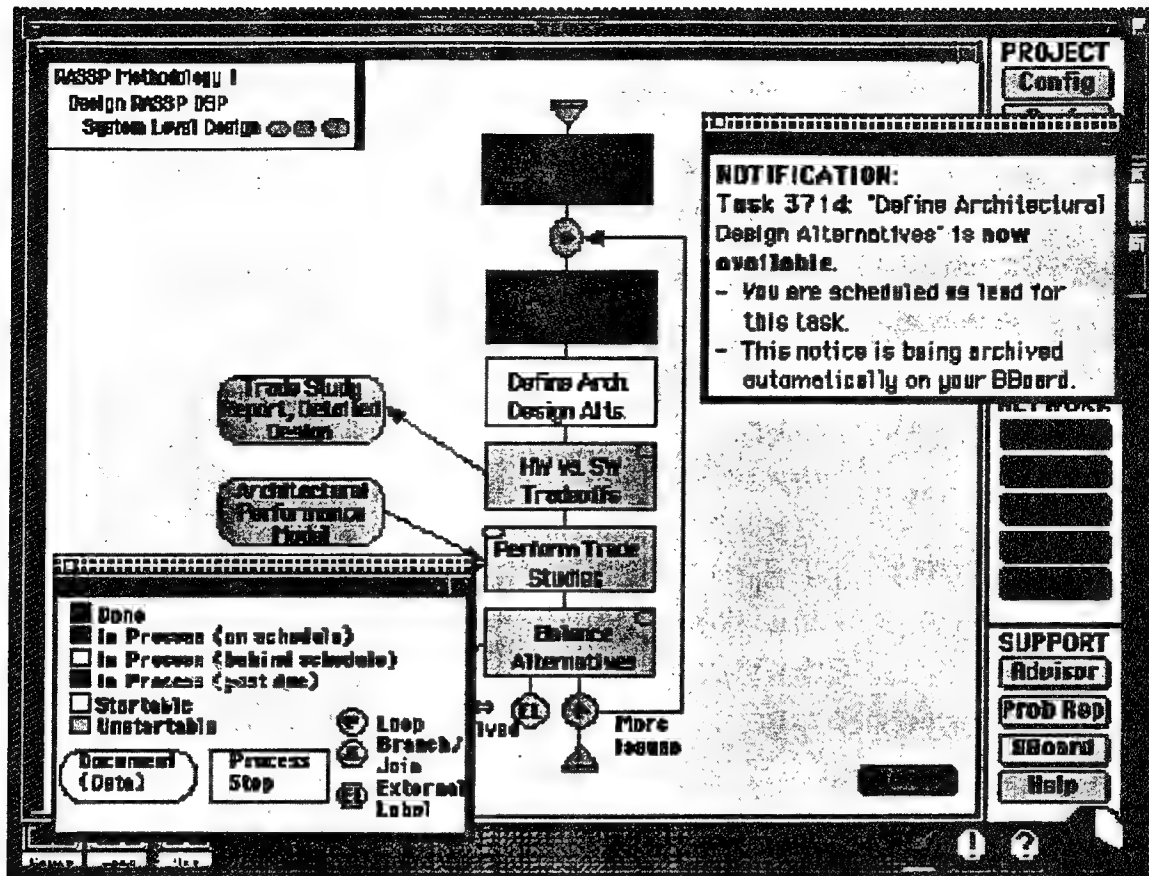 RASSP Methodology I
Design RASSP DSP
System Level Design
PROJECT
Config
NOTIFICATION:
Task 3714: "Define Architectural
Design Alternatives" is now
available.
- You are scheduled as lead for
this task.
- This notice is being archived
automatically on your BBoard.
Define Arch.
Design Alts.
Trade Study
Report, Detailed
Design
HW vs. SW
Tradeoffs
Architectural
Performance
Model
Perform Trade
Studies
Balance
Alternatives
EL
More
Issues
NETWORK
Done
In Process (on schedule)
In Process (behind schedule)
In Process (past due)
Startable
Unstartable
Document
(Data)
Process
Step
Loop
Branch/
Join
EL
External
Label
SUPPORT
Advisor
Prob Rep
BBoard
Help
!
?